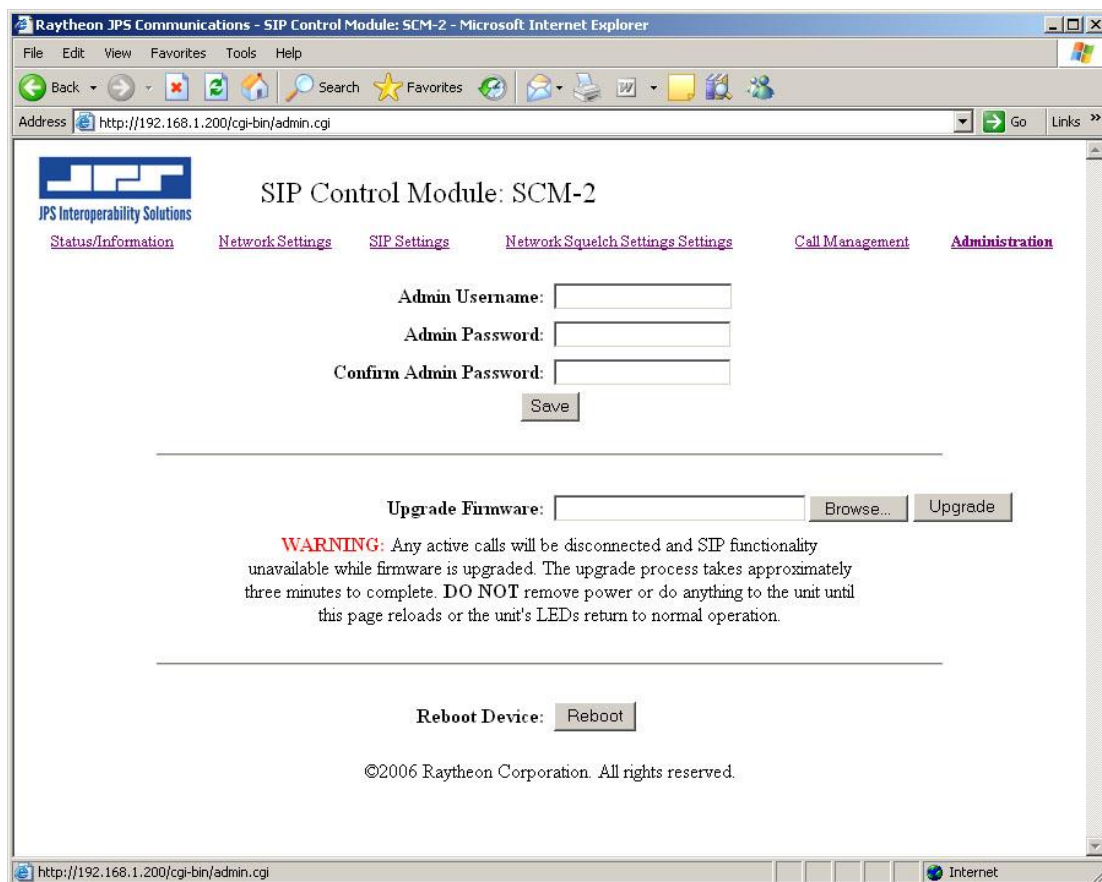 Raytheon JPS Communications - SIP Control Module: SCM-2 - Microsoft Internet Explorer
File Edit View Favorites Tools Help
Back Search Favorites
Address http://192.168.1.200/cgi-bin/admin.cgi Go Links »
JPS
JPS Interoperability Solutions
SIP Control Module: SCM-2
Status/Information Network Settings SIP Settings Network Squelch Settings Settings Call Management Administration
Admin Username:
Admin Password:
Confirm Admin Password:
Save
Upgrade Firmware: Browse... Upgrade
WARNING: Any active calls will be disconnected and SIP functionality
unavailable while firmware is upgraded. The upgrade process takes approximately
three minutes to complete. DO NOT remove power or do anything to the unit until
this page reloads or the unit's LEDs return to normal operation.
Reboot Device: Reboot
©2006 Raytheon Corporation. All rights reserved.
http://192.168.1.200/cgi-bin/admin.cgi Internet